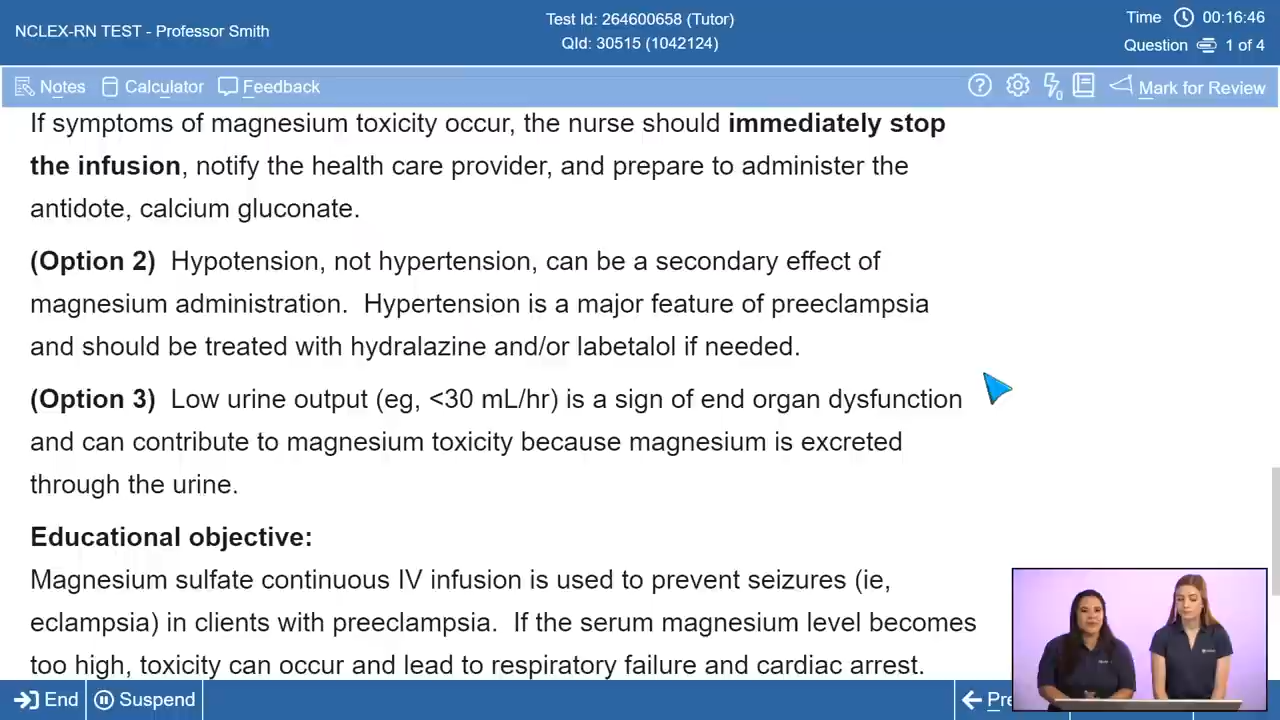 NCLEX-RN TEST - Professor Smith
Test Id: 264600658 (Tutor)
QId: 30515 (1042124)
Time 00:16:46
Question 1 of 4
Notes Calculator Feedback Mark for Review
If symptoms of magnesium toxicity occur, the nurse should immediately stop
the infusion, notify the health care provider, and prepare to administer the
antidote, calcium gluconate.
(Option 2) Hypotension, not hypertension, can be a secondary effect of
magnesium administration. Hypertension is a major feature of preeclampsia
and should be treated with hydralazine and/or labetalol if needed.
(Option 3) Low urine output (eg, <30 mL/hr) is a sign of end organ dysfunction
and can contribute to magnesium toxicity because magnesium is excreted
through the urine.
Educational objective:
Magnesium sulfate continuous IV infusion is used to prevent seizures (ie,
eclampsia) in clients with preeclampsia. If the serum magnesium level becomes
too high, toxicity can occur and lead to respiratory failure and cardiac arrest.
End Suspend Pre